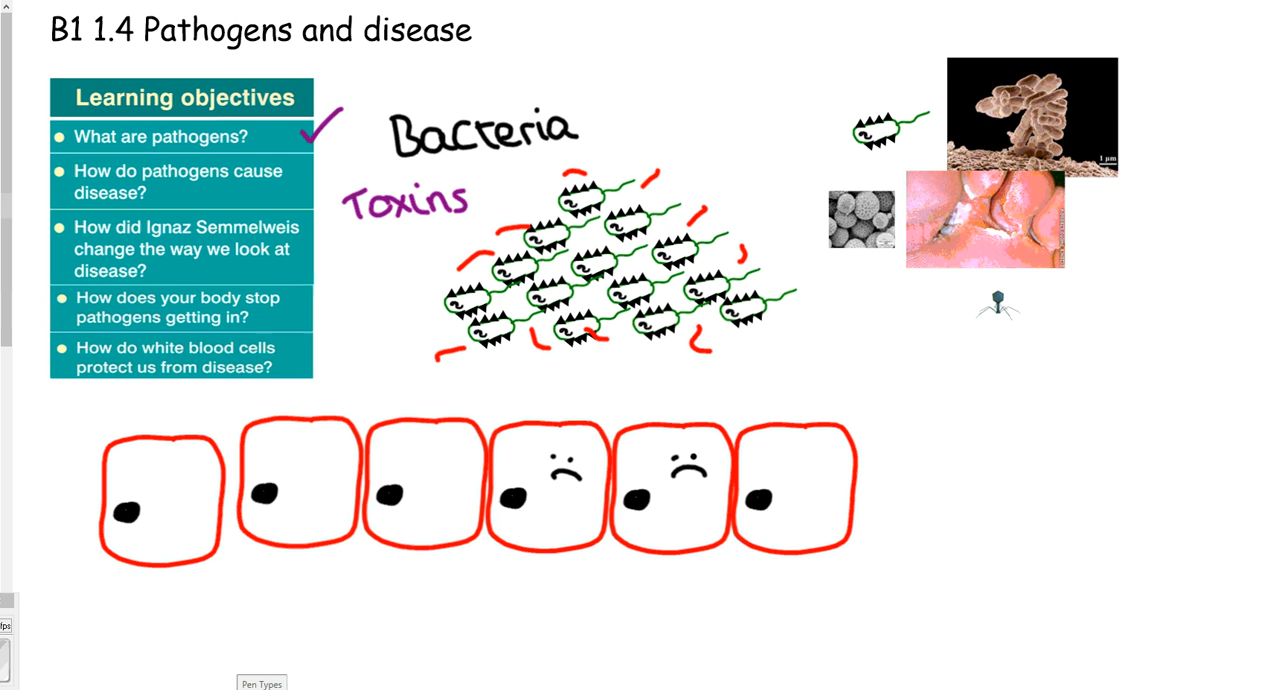 B1 1.4 Pathogens and disease
Learning objectives
What are pathogens?
How do pathogens cause
disease?
How did Ignaz Semmelweis
change the way we look at
disease?
How does your body stop
pathogens getting in?
How do white blood cells
protect us from disease?
Bacteria
Toxins
1 μm
fps
Pen Types